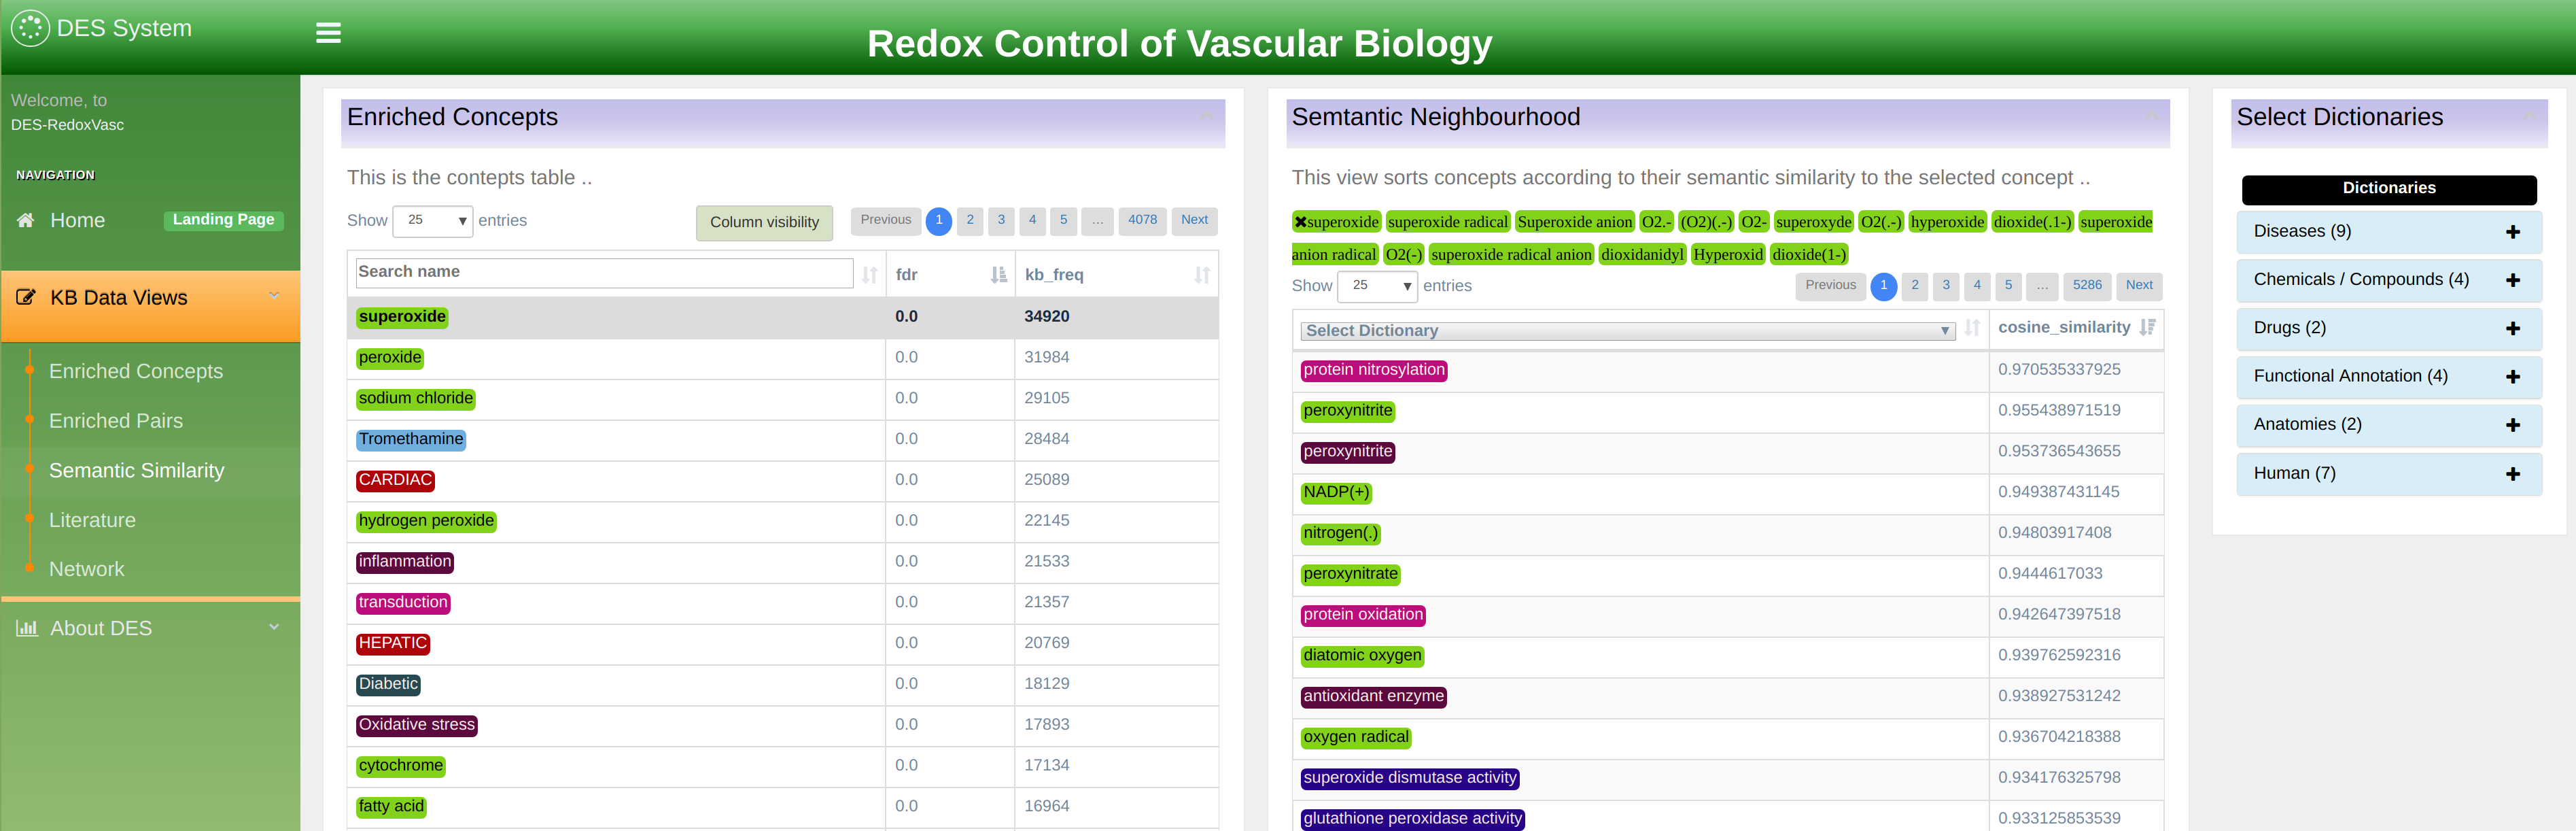 DES System
Redox Control of Vascular Biology
Welcome, to
DES-RedoxVasc
NAVIGATION
Home Landing Page
KB Data Views
Enriched Concepts
Enriched Pairs
Semantic Similarity
Literature
Network
About DES
Enriched Concepts
This is the contepts table ..
Show 25 entries Column visibility Previous 1 2 3 4 5 ... 4078 Next
Search name fdr kb_freq
superoxide 0.0 34920
peroxide 0.0 31984
sodium chloride 0.0 29105
Tromethamine 0.0 28484
CARDIAC 0.0 25089
hydrogen peroxide 0.0 22145
inflammation 0.0 21533
transduction 0.0 21357
HEPATIC 0.0 20769
Diabetic 0.0 18129
Oxidative stress 0.0 17893
cytochrome 0.0 17134
fatty acid 0.0 16964
Semtantic Neighbourhood
This view sorts concepts according to their semantic similarity to the selected concept ..
✖superoxide superoxide radical Superoxide anion O2.- (O2)(.-) O2- superoxyde O2(.-) hyperoxide dioxide(.1-) superoxide
anion radical O2(-) superoxide radical anion dioxidanidyl Hyperoxid dioxide(1-)
Show 25 entries Previous 1 2 3 4 5 ... 5286 Next
Select Dictionary cosine_similarity
protein nitrosylation 0.970535337925
peroxynitrite 0.955438971519
peroxynitrite 0.953736543655
NADP(+) 0.949387431145
nitrogen(.) 0.94803917408
peroxynitrate 0.9444617033
protein oxidation 0.942647397518
diatomic oxygen 0.939762592316
antioxidant enzyme 0.938927531242
oxygen radical 0.936704218388
superoxide dismutase activity 0.934176325798
glutathione peroxidase activity 0.933125853539
Select Dictionaries
Dictionaries
Diseases (9)
Chemicals / Compounds (4)
Drugs (2)
Functional Annotation (4)
Anatomies (2)
Human (7)